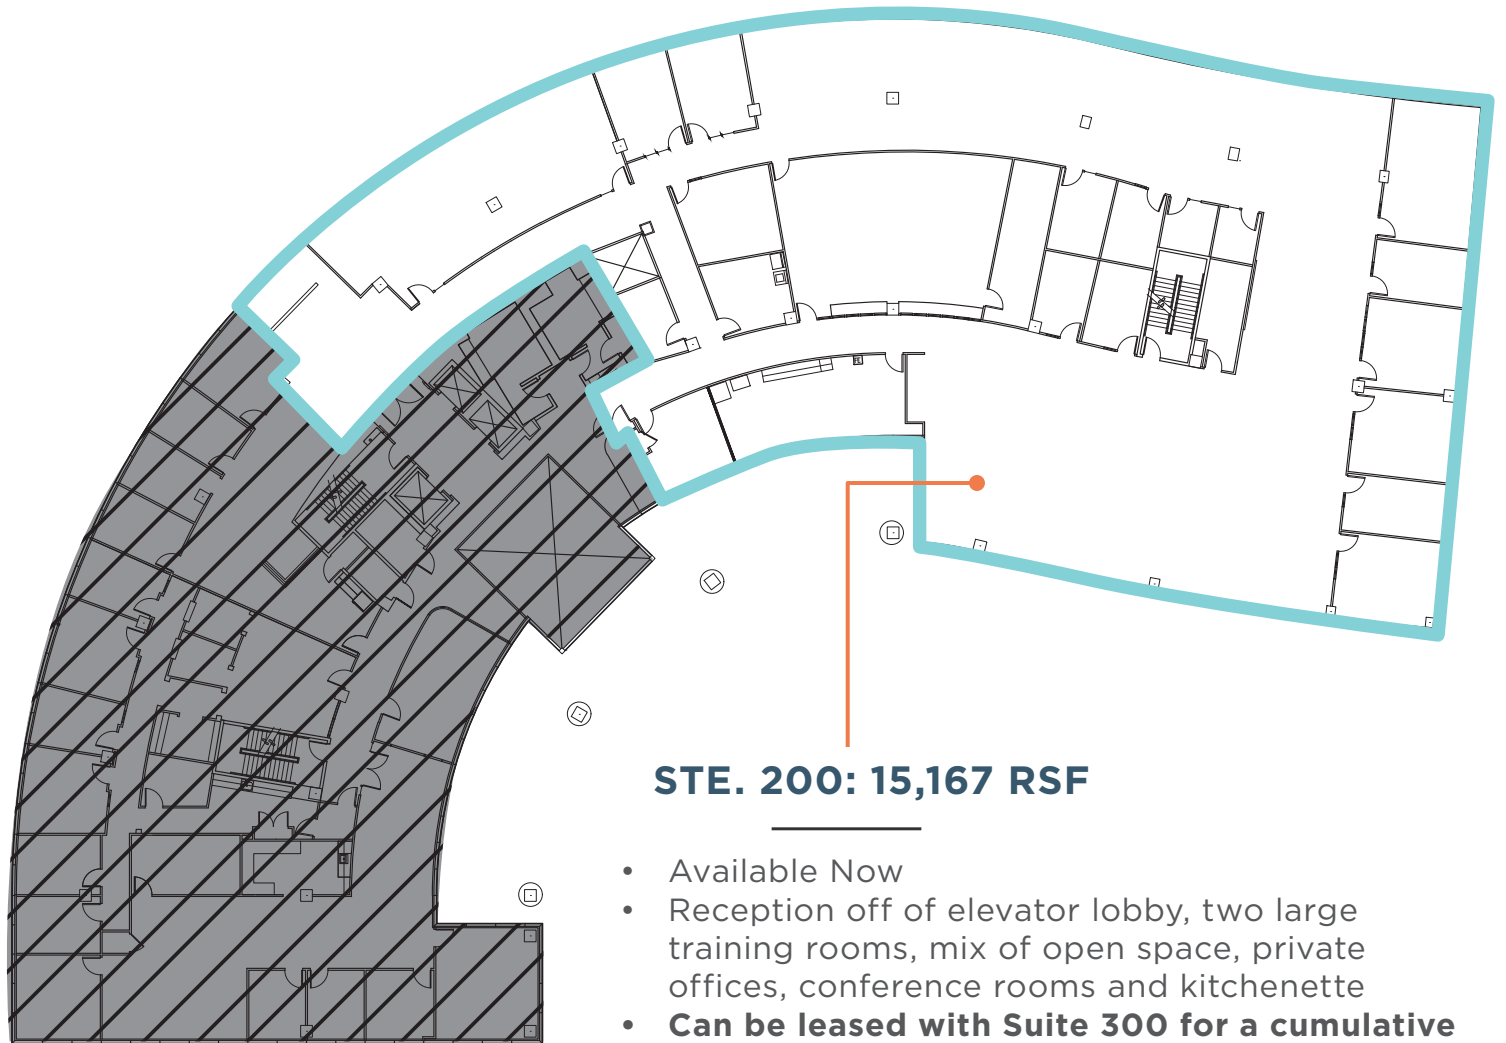 STE. 200: 15,167 RSF
• Available Now
• Reception off of elevator lobby, two large
training rooms, mix of open space, private
offices, conference rooms and kitchenette
• Can be leased with Suite 300 for a cumulative